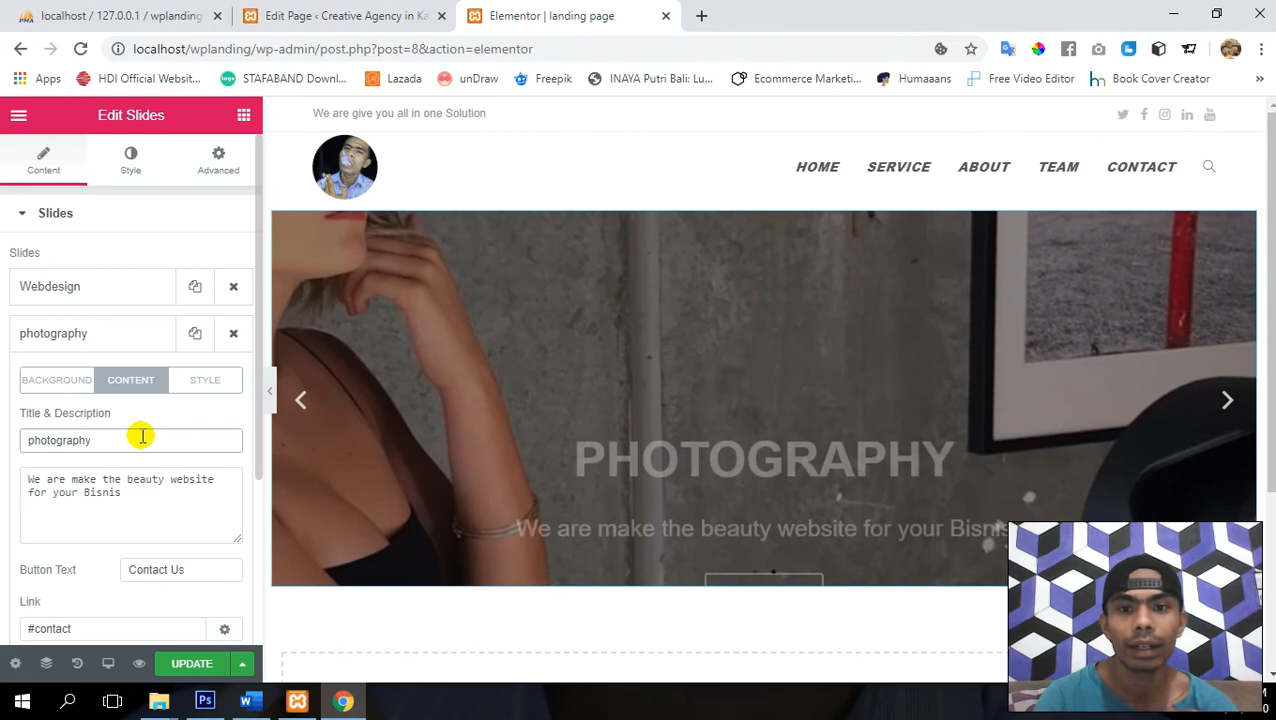 localhost / 127.0.0.1 / wplanding
Edit Page ‹ Creative Agency in Ka
Elementor | landing page
localhost/wplanding/wp-admin/post.php?post=8&action=elementor
Apps
HDI Official Websit...
STAFABAND Downl...
Lazada
unDraw
Freepik
INAYA Putri Bali: Lu...
Ecommerce Marketi...
Humaaans
Free Video Editor
Book Cover Creator
»
Edit Slides
We are give you all in one Solution
Content
Style
Advanced
HOME
SERVICE
ABOUT
TEAM
CONTACT
Slides
Slides
Webdesign
photography
BACKGROUND
CONTENT
STYLE
Title & Description
photography
We are make the beauty website
for your Bisnis
Button Text
Contact Us
Link
#contact
UPDATE
PHOTOGRAPHY
We are make the beauty website for your Bisnis